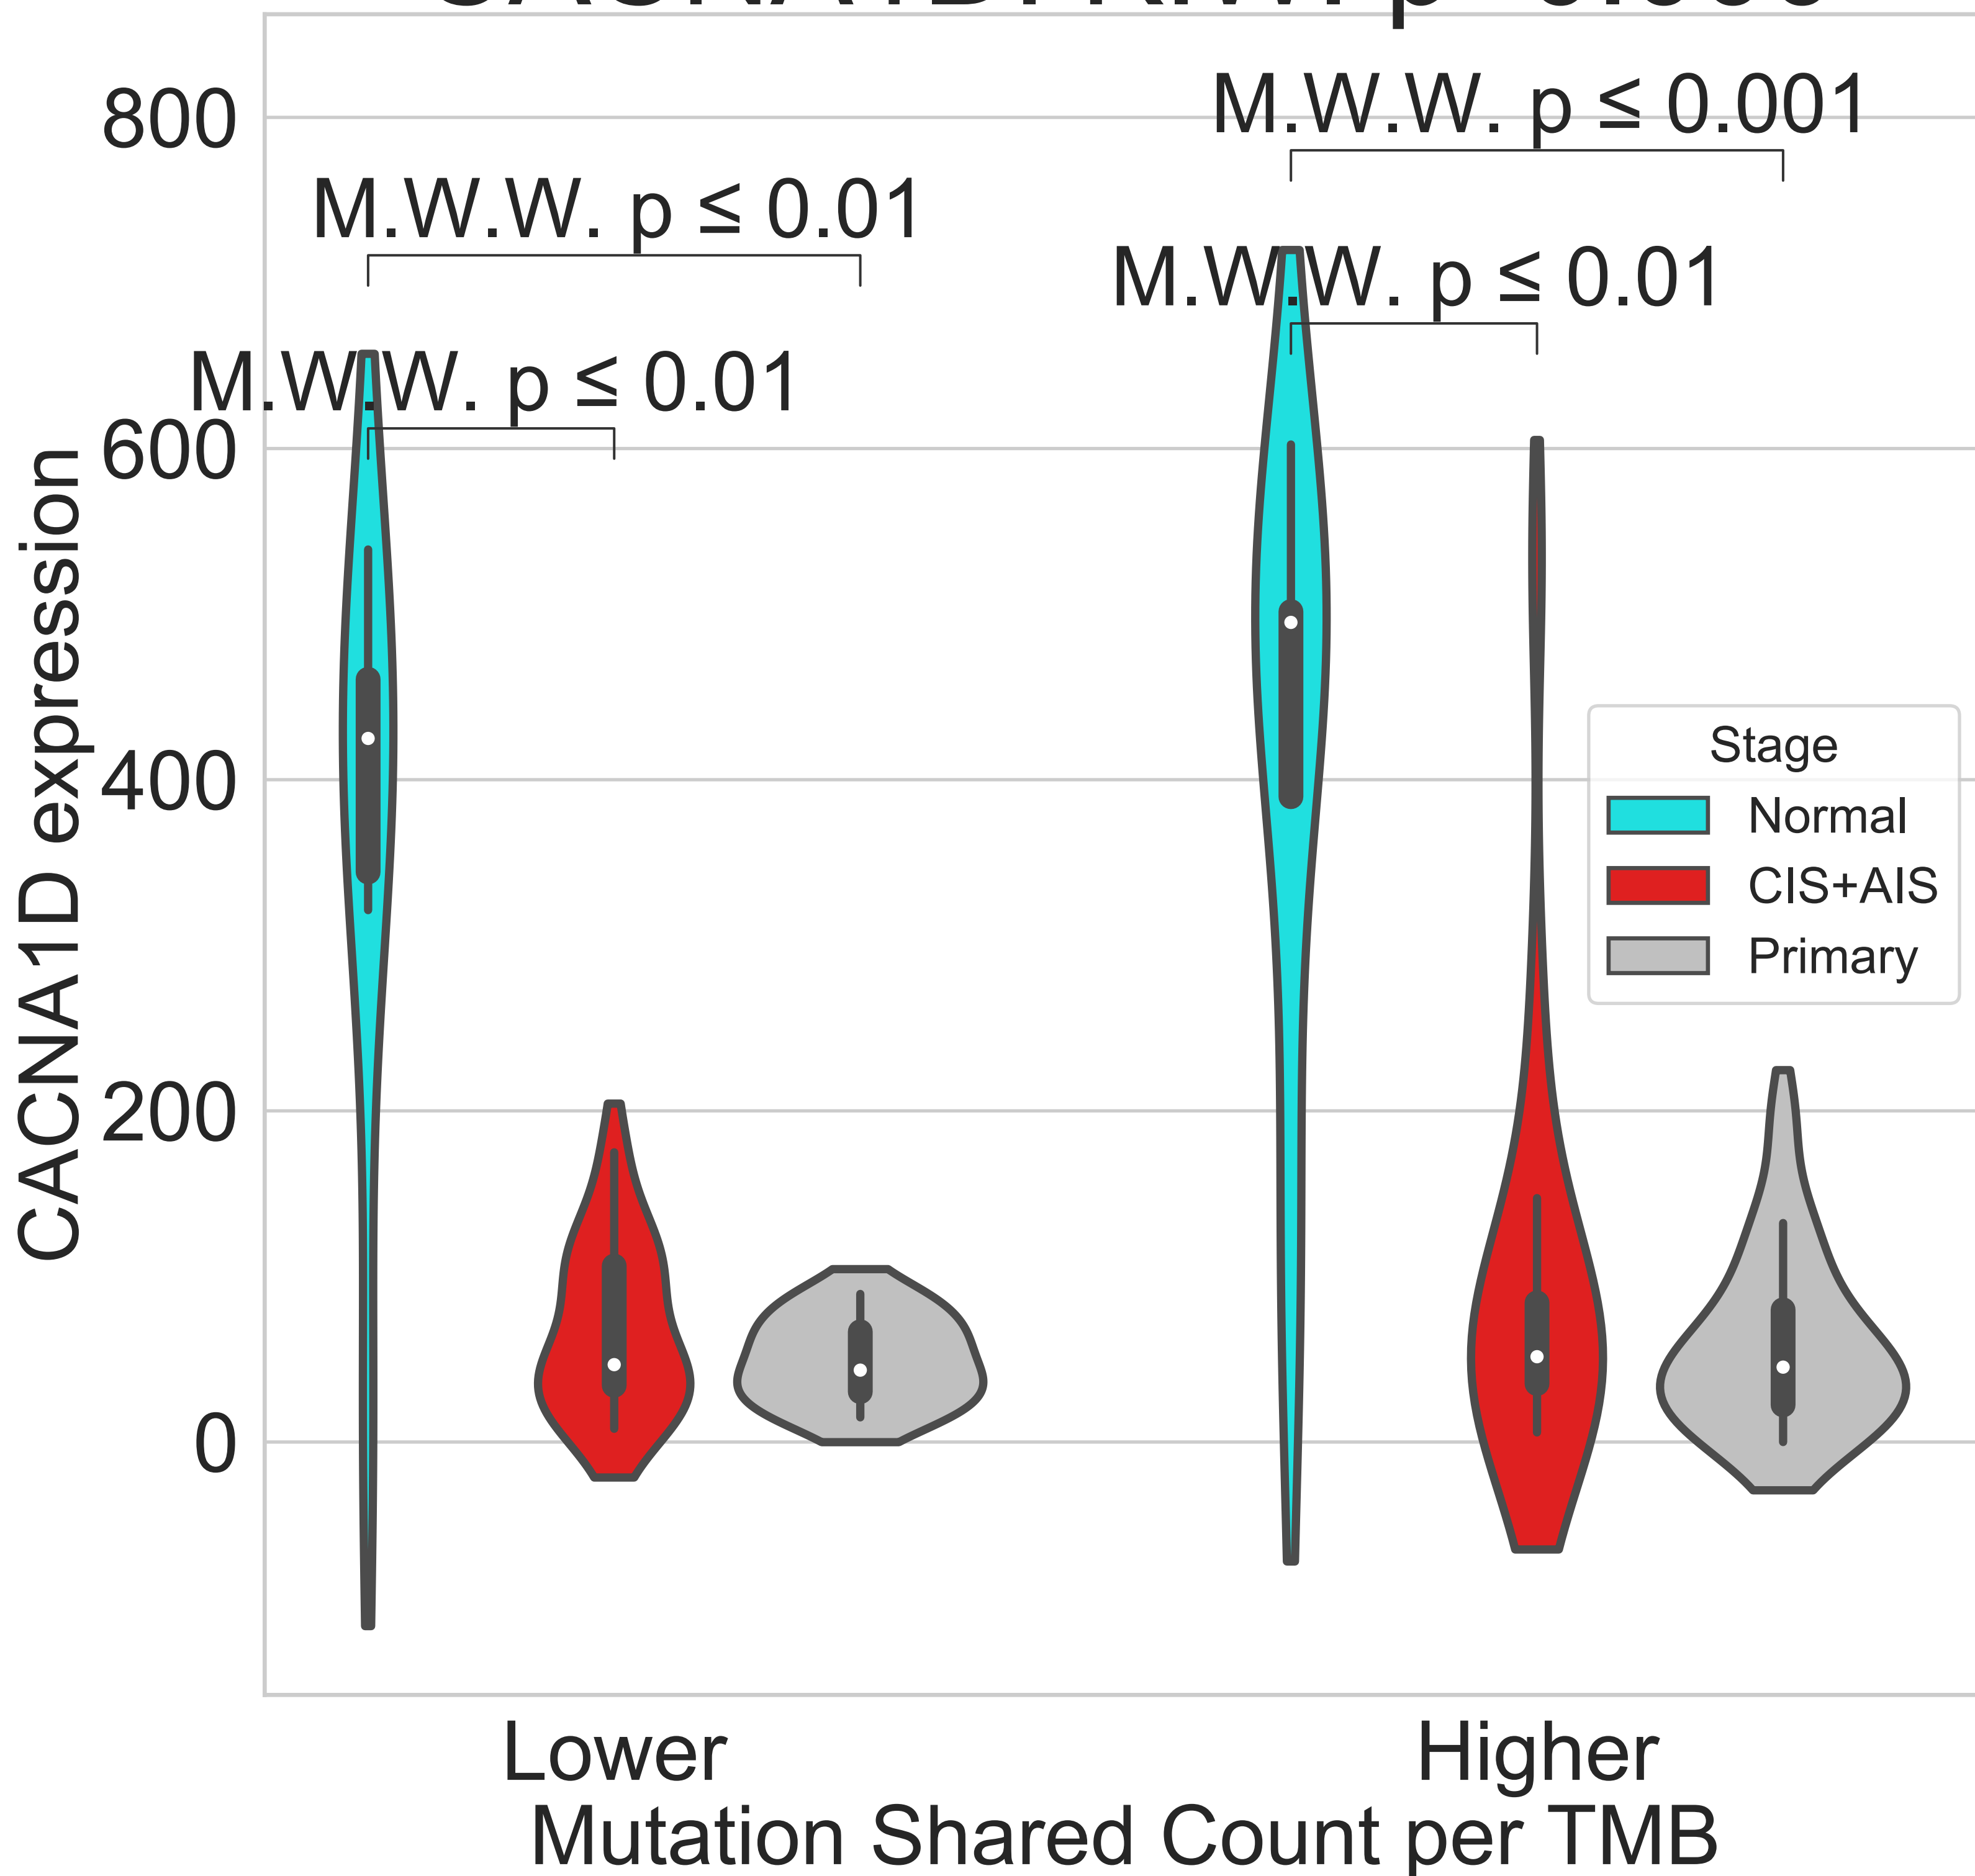 800
M.W.W. p ≤ 0.001
M.W.W. p ≤ 0.01
M.W.W. p ≤ 0.01
M.W.W. p ≤ 0.01
600
400
200
0
CACNA1D expression
Stage
Normal
CIS+AIS
Primary
Lower
Higher
Mutation Shared Count per TMB